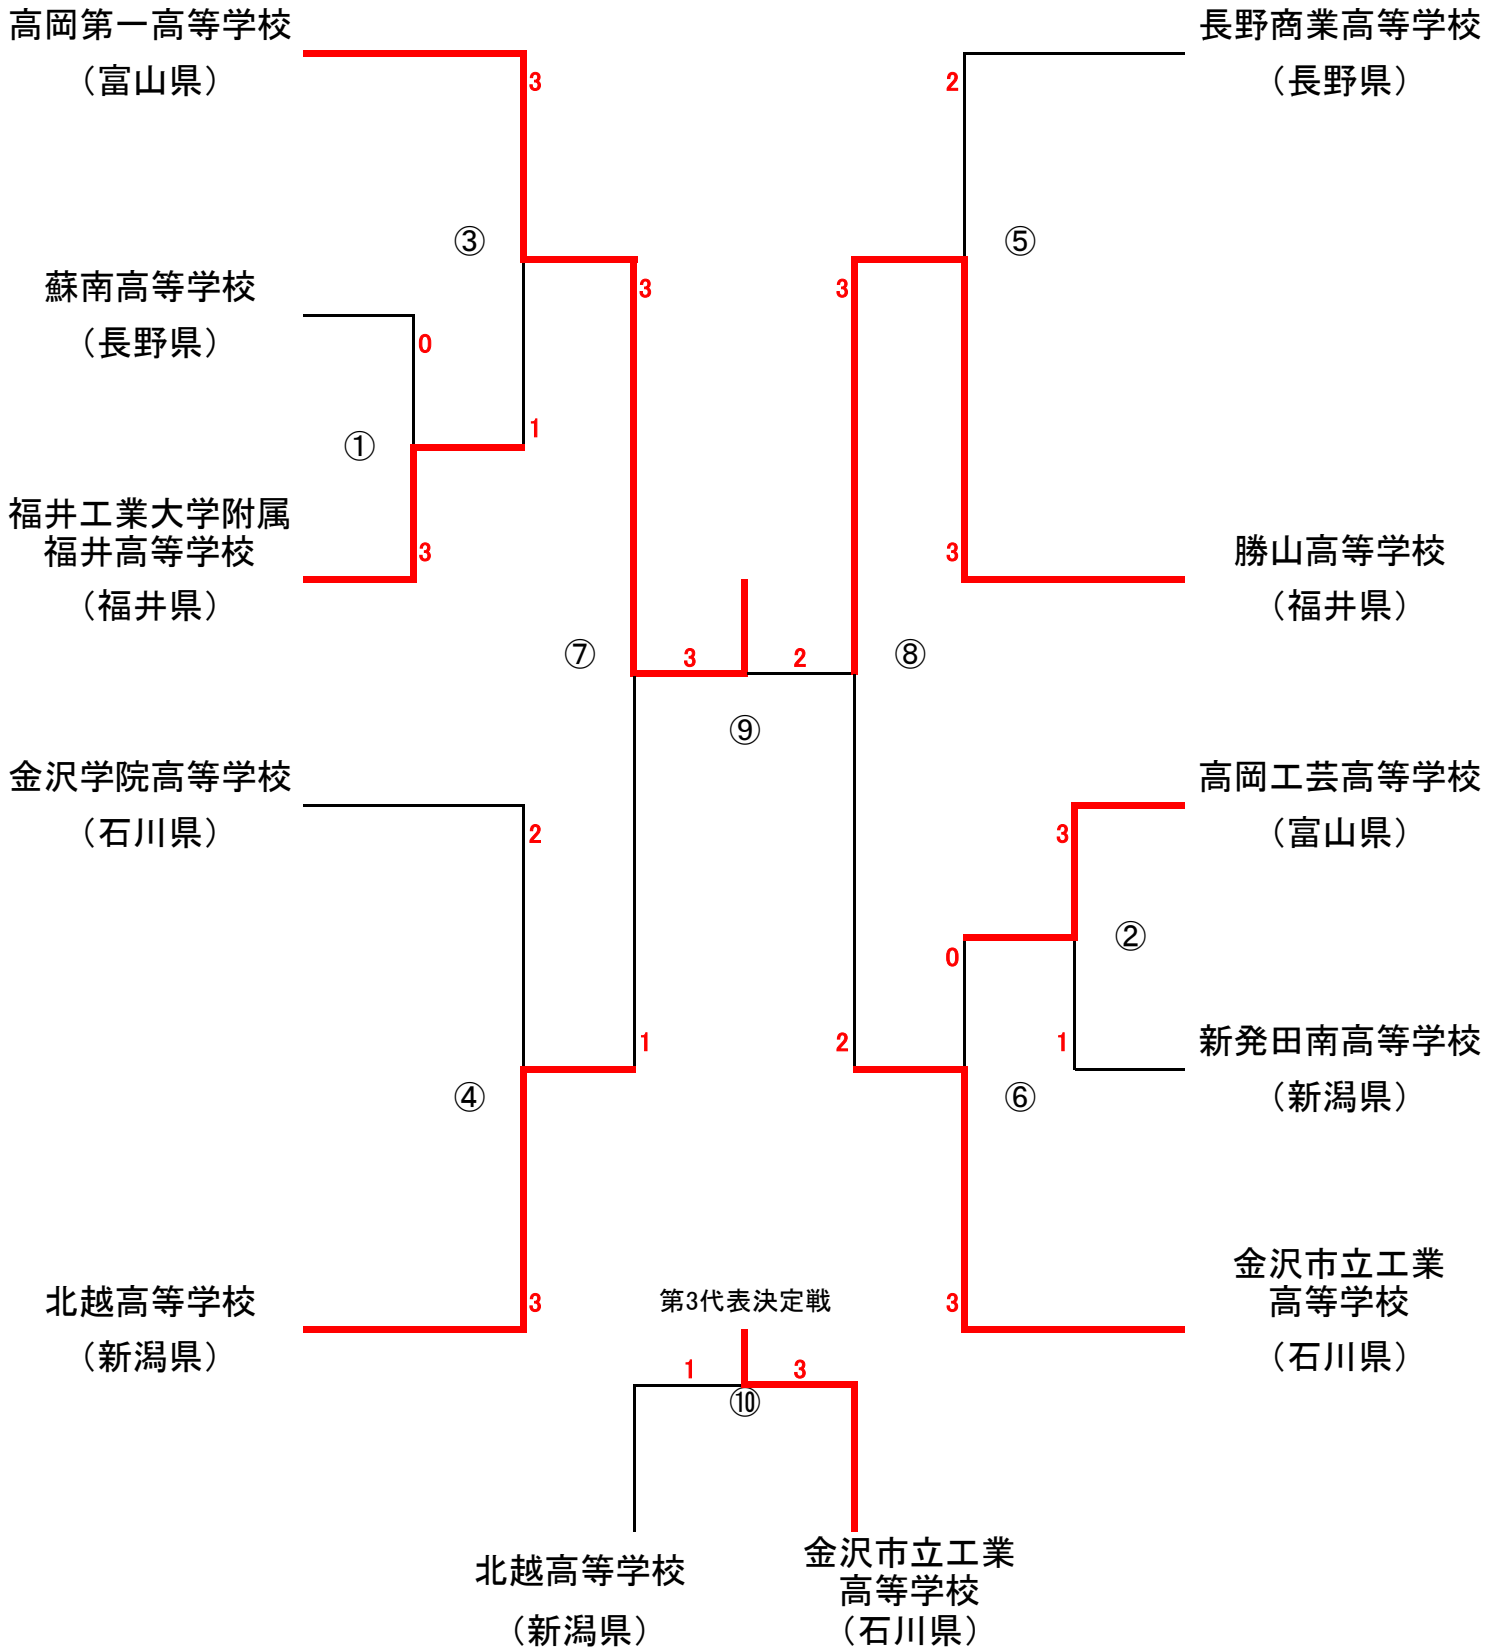 高岡第一高等学校
（富山県）
3
③
蘇南高等学校
（長野県）
0
①
1
福井工業大学附属
福井高等学校
（福井県）
3
3
⑦
金沢学院高等学校
（石川県）
2
④
1
北越高等学校
（新潟県）
3
3
2
⑨
長野商業高等学校
（長野県）
2
⑤
3
勝山高等学校
（福井県）
3
⑧
高岡工芸高等学校
（富山県）
3
②
0
新発田南高等学校
（新潟県）
1
2
⑥
金沢市立工業
高等学校
（石川県）
3
第3代表決定戦
1
3
⑩
北越高等学校
（新潟県）
金沢市立工業
高等学校
（石川県）